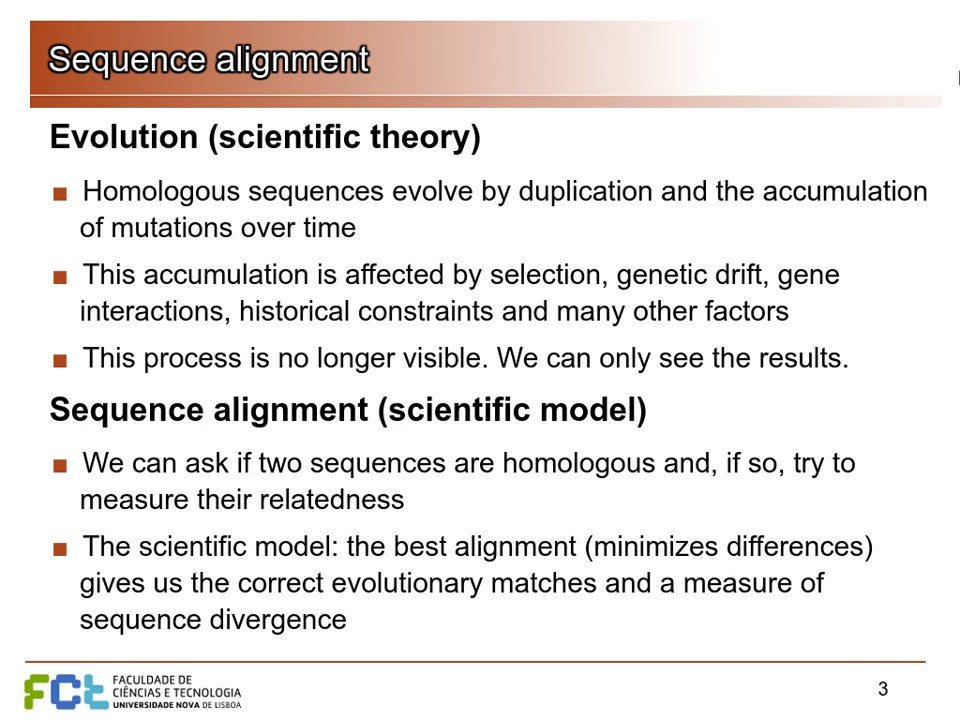 Sequence alignment
Evolution (scientific theory)
■ Homologous sequences evolve by duplication and the accumulation
of mutations over time
■ This accumulation is affected by selection, genetic drift, gene
interactions, historical constraints and many other factors
■ This process is no longer visible. We can only see the results.
Sequence alignment (scientific model)
■ We can ask if two sequences are homologous and, if so, try to
measure their relatedness
■ The scientific model: the best alignment (minimizes differences)
gives us the correct evolutionary matches and a measure of
sequence divergence
FCt
FACULDADE DE
CIÊNCIAS E TECNOLOGIA
UNIVERSIDADE NOVA DE LISBOA
3